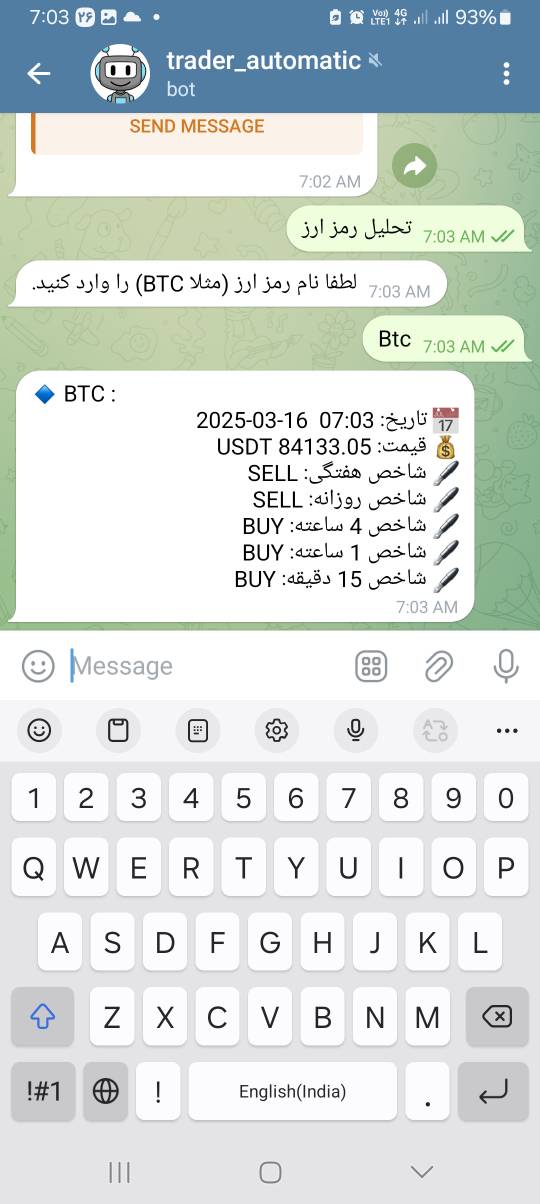 7:03 ۲۶ Vo)) LTE1 4G 93%
trader_automatic
bot
SEND MESSAGE
7:02 AM
تحلیل رمز ارز 7:03 AM
لطفا نام رمز ارز (مثلا BTC) را وارد کنید. 7:03 AM
Btc 7:03 AM
🔷 BTC :
📅 تاریخ: 2025-03-16 07:03
💰 قیمت: 84133.05 USDT
🖋 شاخص هفتگی: SELL
🖋 شاخص روزانه: SELL
🖋 شاخص 4 ساعته: BUY
🖋 شاخص 1 ساعته: BUY
🖋 شاخص 15 دقیقه: BUY
7:03 AM
Message
1 2 3 4 5 6 7 8 9 0
Q W E R T Y U I O P
A S D F G H J K L
Z X C V B N M
!#1 ! English(India) .